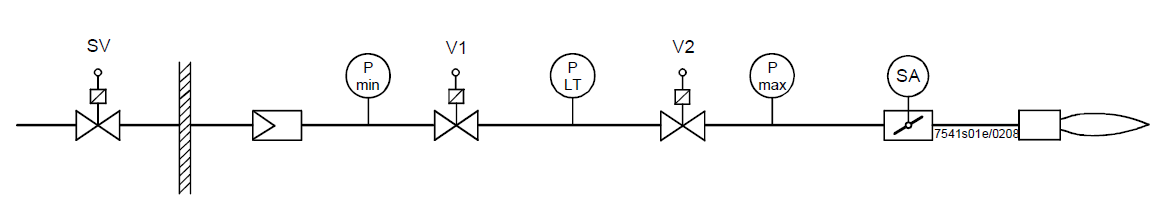 SV
P
min
V1
P
LT
V2
P
max
SA
7541s01e/0208